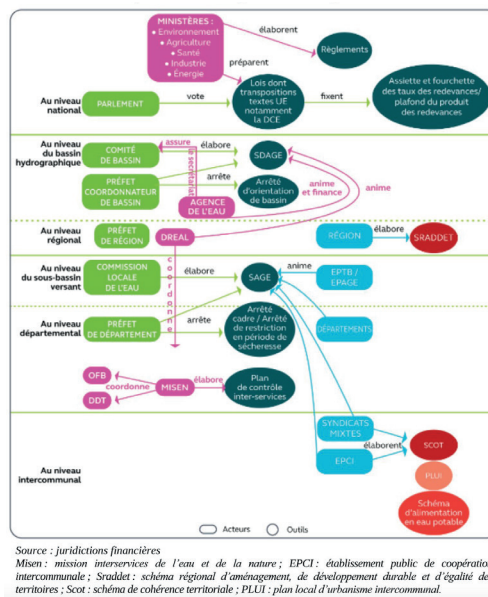 MINISTÈRES :
• Environnement
• Agriculture
• Santé
• Industrie
• Énergie
élaborent
Règlements
préparent
Au niveau
national
PARLEMENT
vote
Lois dont
transpositions
textes UE
notamment
la DCE
fixent
Assiette et fourchette
des taux des redevances/
plafond du produit
des redevances
Au niveau
du bassin
hydrographique
COMITÉ
DE BASSIN
assure
le secrétariat
élabore
SDAGE
PRÉFET
COORDONNATEUR
DE BASSIN
arrête
Arrêté
d'orientation
de bassin
AGENCE
DE L'EAU
anime
et finance
anime
Au niveau
régional
PRÉFET
DE RÉGION
DREAL
RÉGION
élabore
SRADDET
coordonne
Au niveau
du sous-bassin
versant
COMMISSION
LOCALE
DE L'EAU
élabore
SAGE
anime
EPTB /
EPAGE
Au niveau
départemental
PRÉFET
DE DÉPARTEMENT
arrête
Arrêté
cadre / Arrêté
de restriction
en période de
sécheresse
DÉPARTEMENTS
OFB
coordonne
DDT
MISEN
élabore
Plan
de contrôle
inter-services
Au niveau
intercommunal
SYNDICATS
MIXTES
élaborent
EPCI
SCOT
PLUi
Schéma
d'alimentation
en eau potable
Acteurs
Outils
Source : juridictions financières
Misen : mission interservices de l'eau et de la nature ; EPCI : établissement public de coopération
intercommunale ; Sraddet : schéma régional d'aménagement, de développement durable et d'égalité de
territoires ; Scot : schéma de cohérence territoriale ; PLUI : plan local d'urbanisme intercommunal.